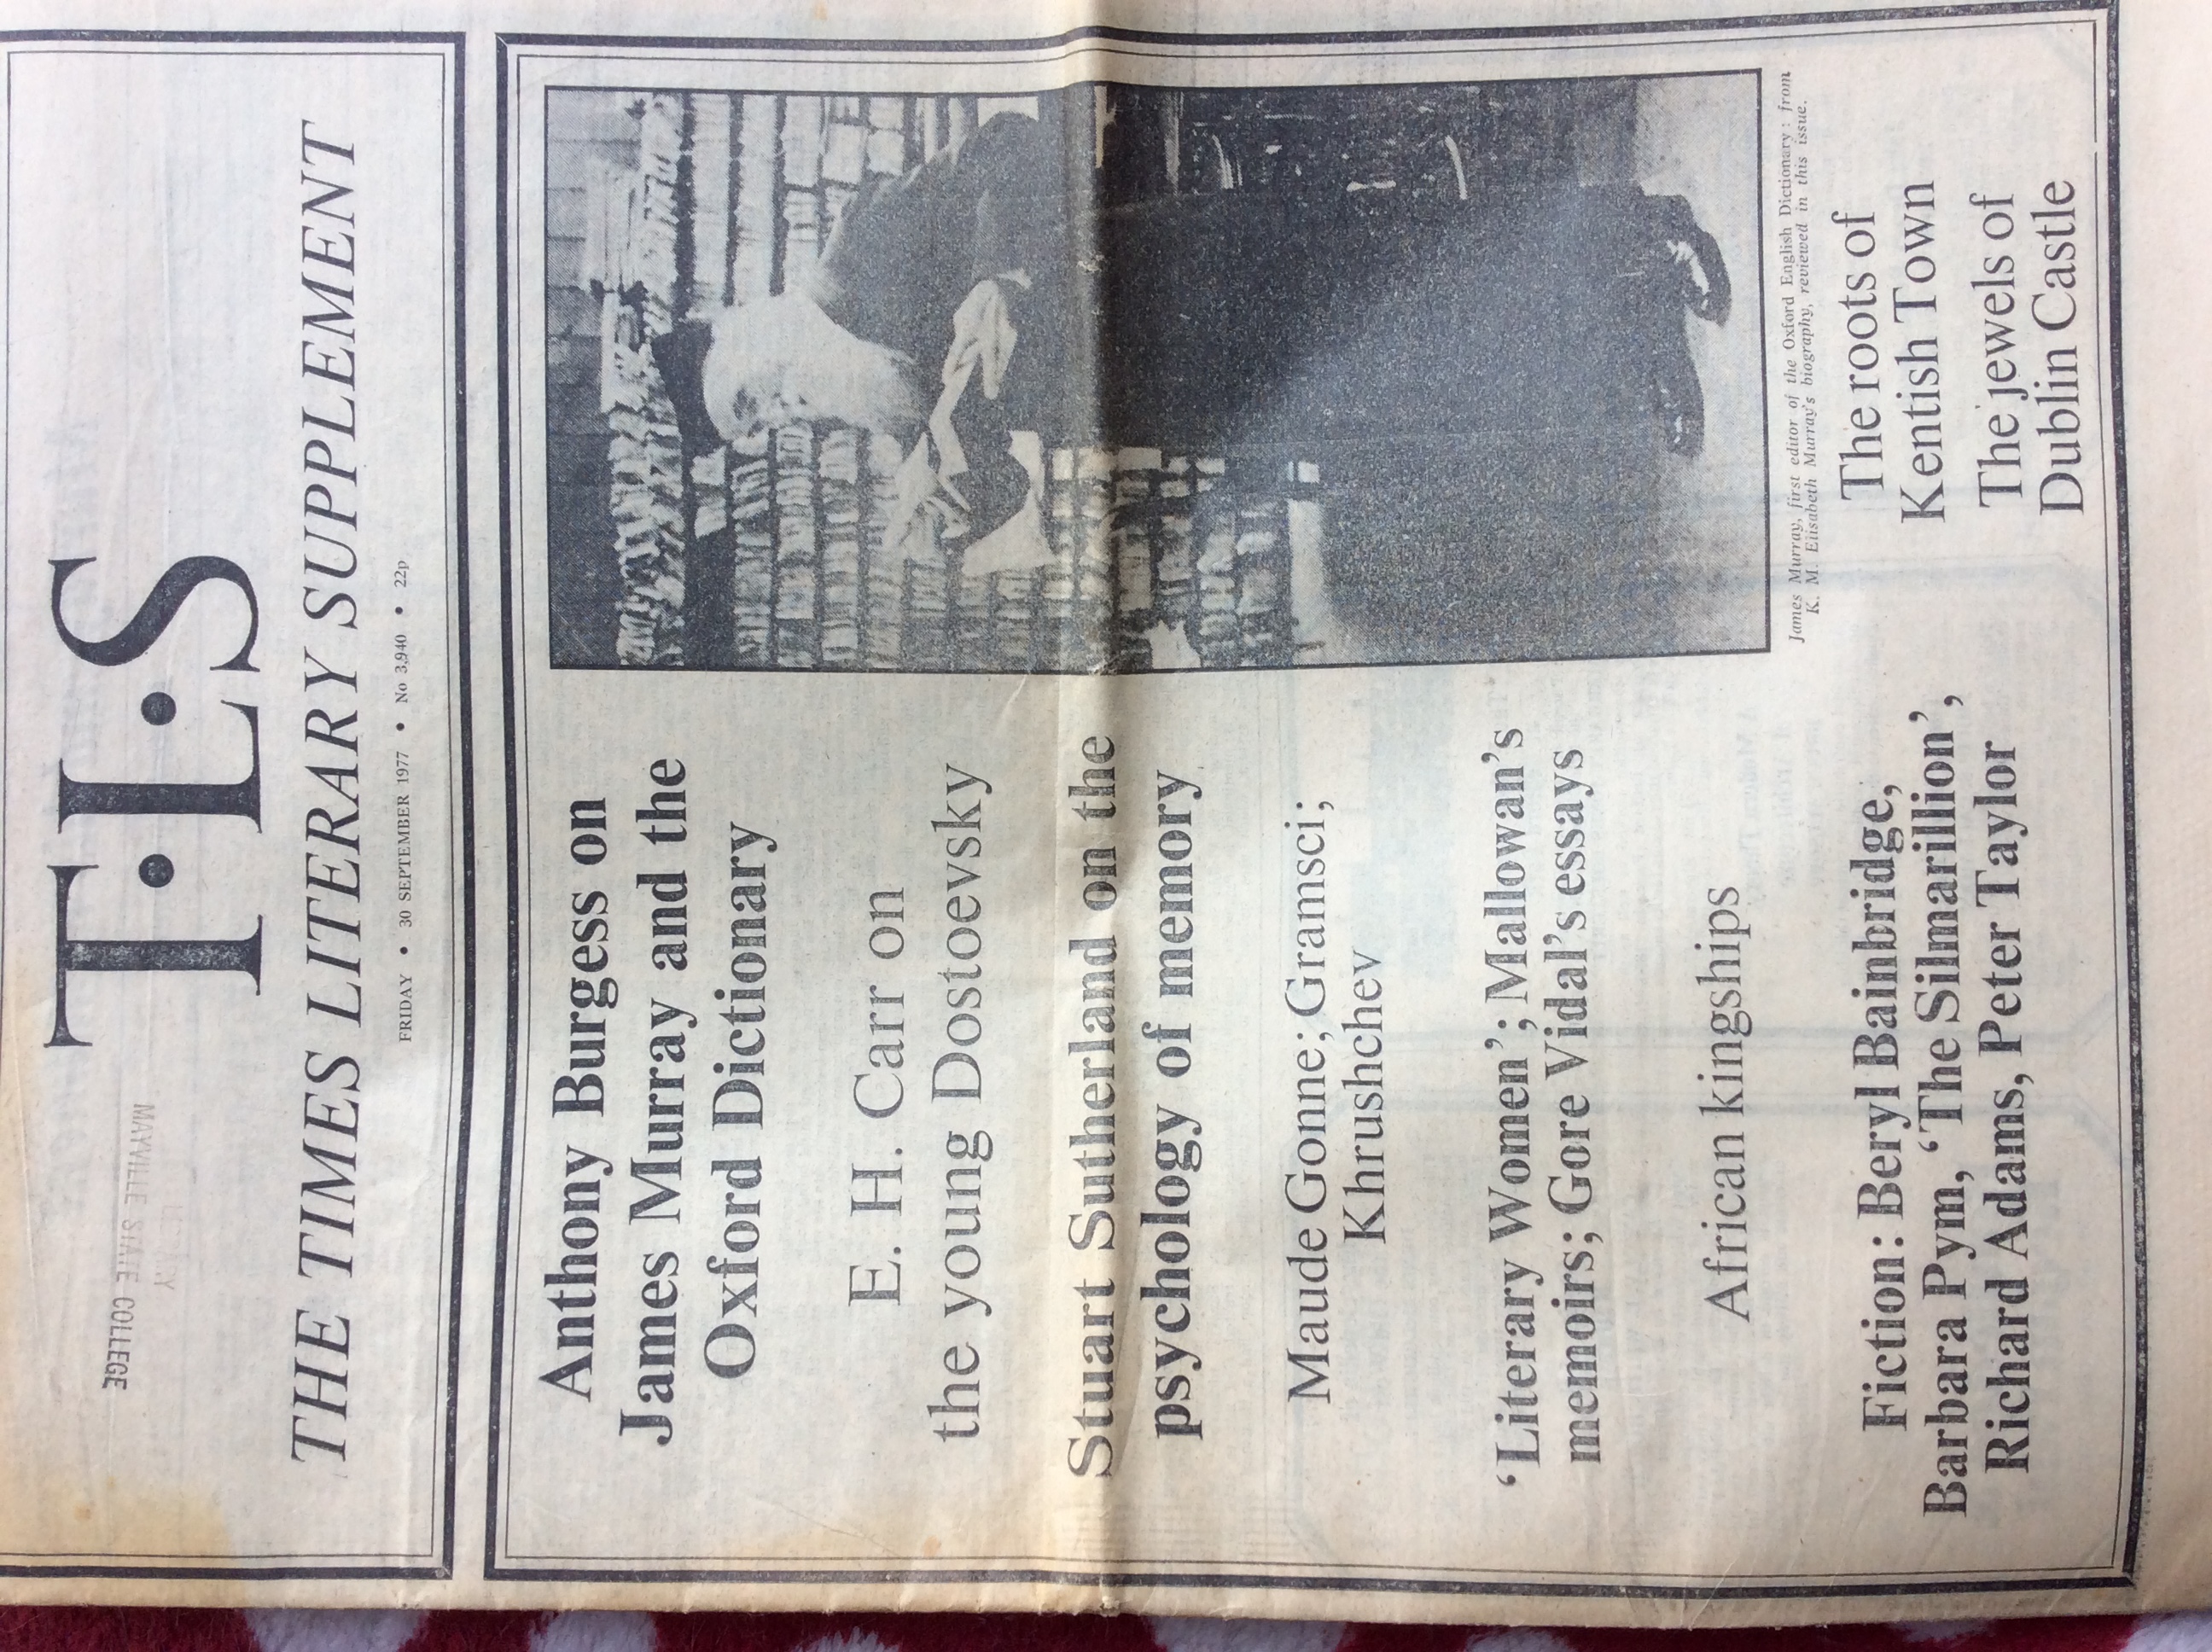 T·L·S
MAYVILLE STATE COLLEGE
THE TIMES LITERARY SUPPLEMENT
FRIDAY • 30 SEPTEMBER 1977 • No 3,940 • 22p
Anthony Burgess on
James Murray and the
Oxford Dictionary
E. H. Carr on
the young Dostoevsky
Stuart Sutherland on the
psychology of memory
Maude Gonne; Gramsci;
Khrushchev
‘Literary Women’; Mallowan’s
memoirs; Gore Vidal’s essays
African kingships
Fiction: Beryl Bainbridge,
Barbara Pym, ‘The Silmarillion’,
Richard Adams, Peter Taylor
James Murray, first editor of the Oxford English Dictionary: from
K. M. Elisabeth Murray's biography, reviewed in this issue.
The roots of
Kentish Town
The jewels of
Dublin Castle